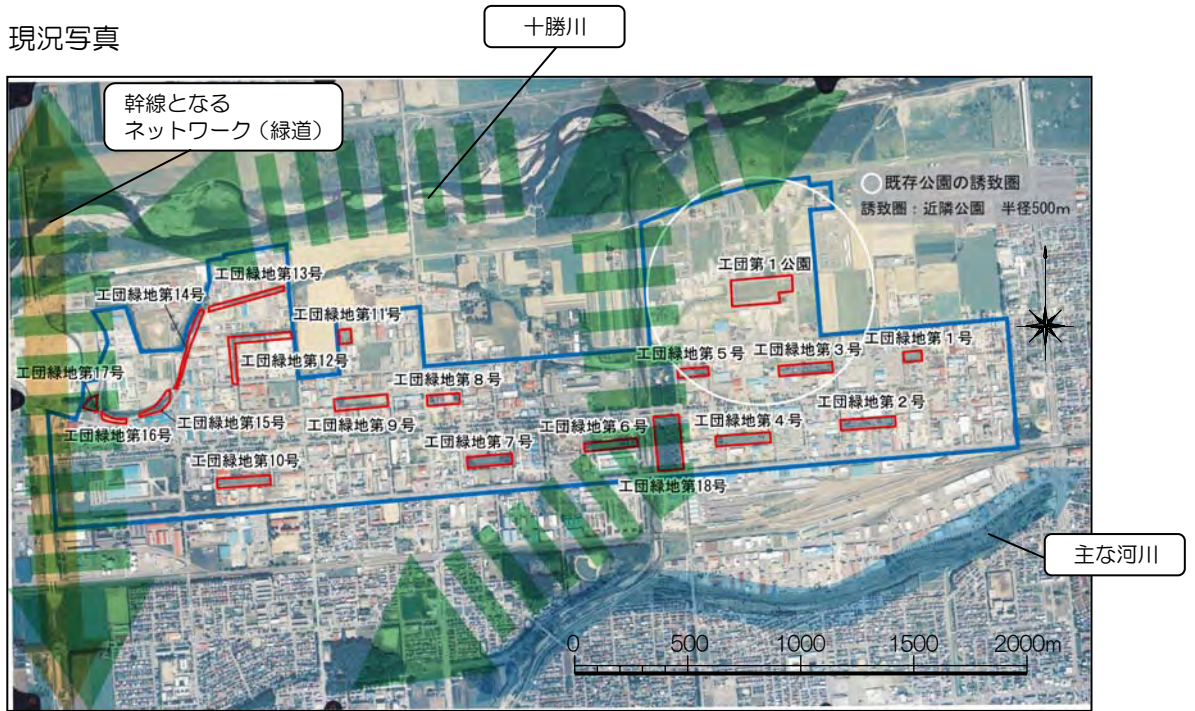 現況写真
十勝川
幹線となる
ネットワーク（緑道）
既存公園の誘致圏
誘致圏：近隣公園　半径500m
工団緑地第13号
工団第1公園
工団緑地第14号
工団緑地第11号
工団緑地第1号
工団緑地第12号
工団緑地第5号
工団緑地第3号
工団緑地第17号
工団緑地第8号
工団緑地第2号
工団緑地第15号
工団緑地第9号
工団緑地第6号
工団緑地第4号
工団緑地第16号
工団緑地第7号
工団緑地第10号
工団緑地第18号
主な河川
0 500 1000 1500 2000m